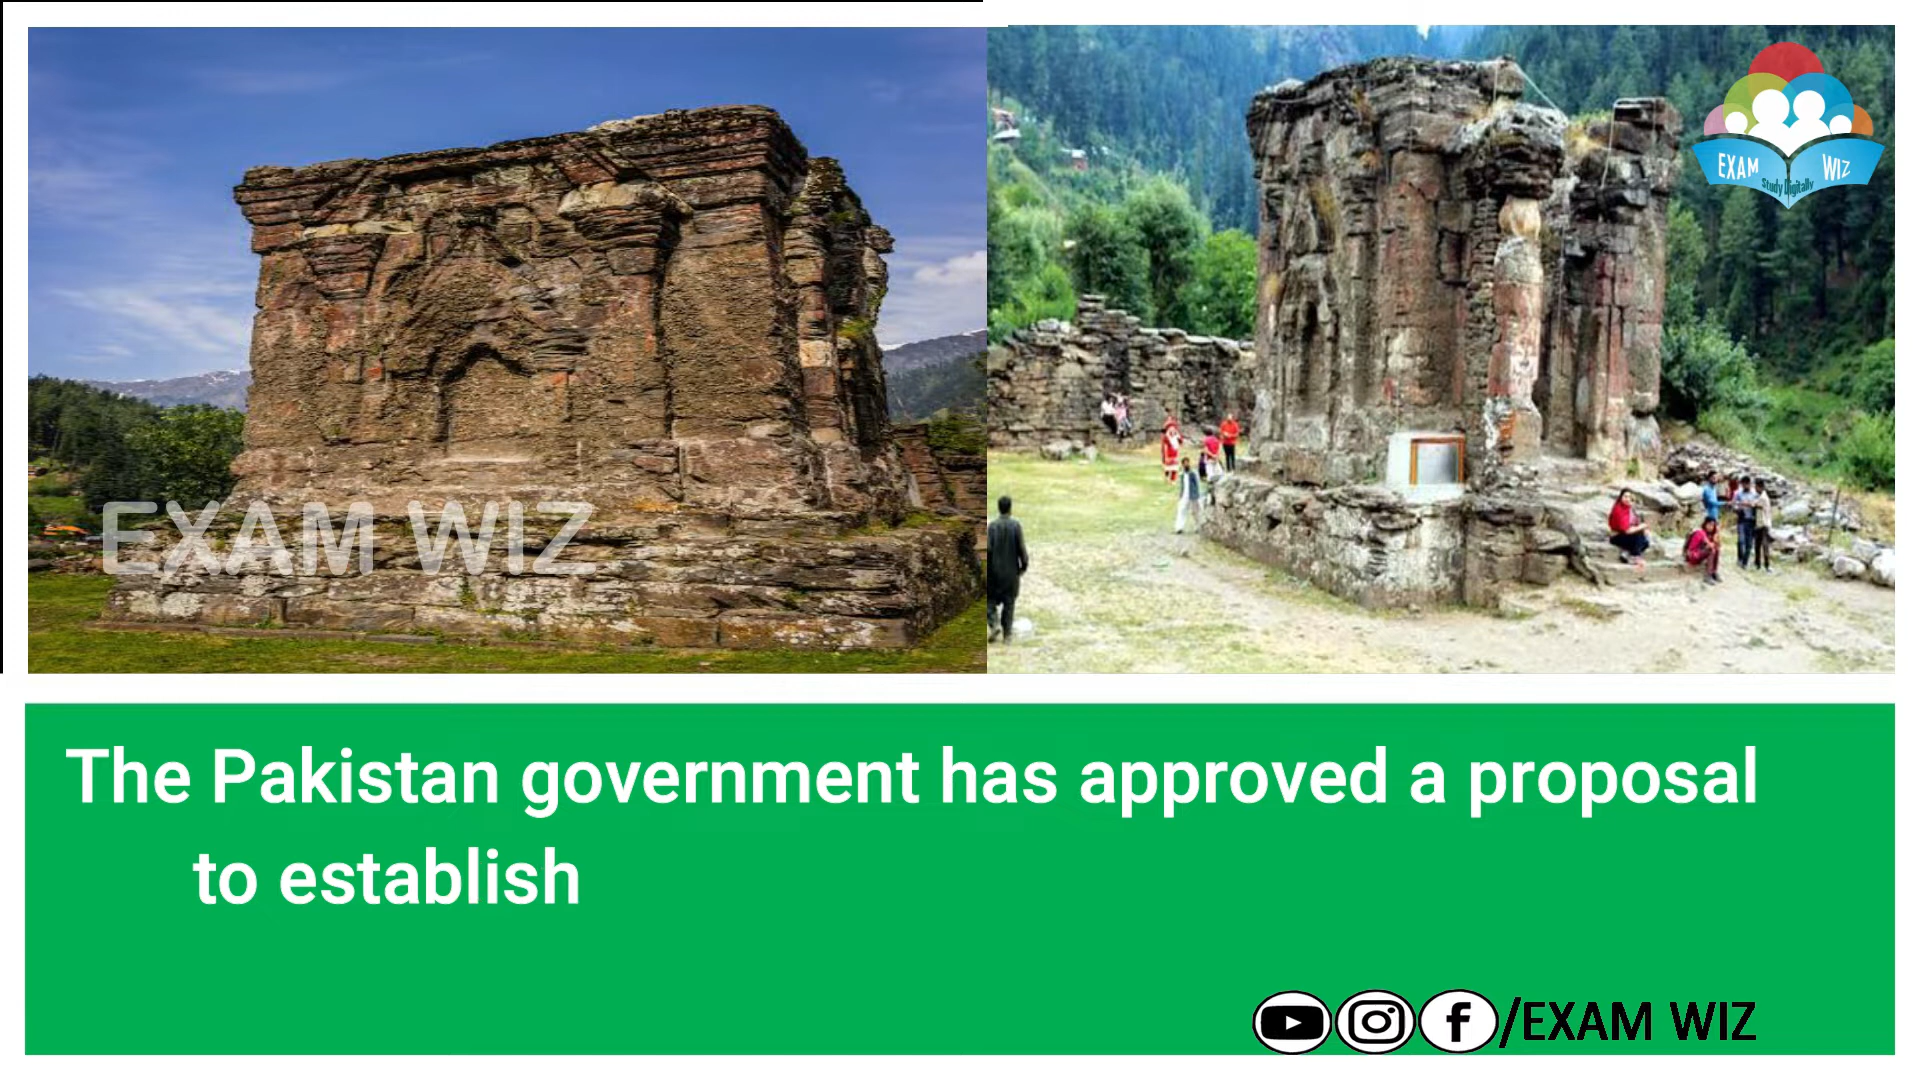 EXAM WIZ
Study Digitally
EXAM WIZ
The Pakistan government has approved a proposal
to establish
/EXAM WIZ